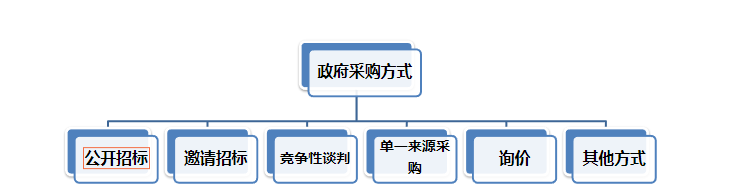 政府采购方式
公开招标
邀请招标
竞争性谈判
单一来源采
购
询价
其他方式